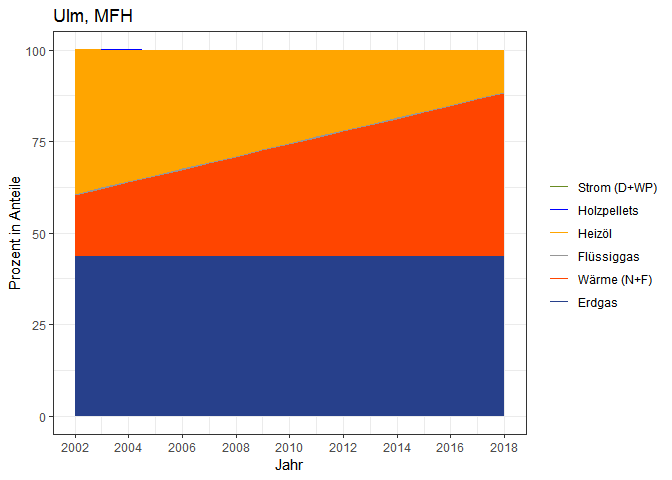 Ulm, MFH
Prozent in Anteile
100
75
50
25
0
2002 2004 2006 2008 2010 2012 2014 2016 2018
Jahr
Strom (D+WP)
Holzpellets
Heizöl
Flüssiggas
Wärme (N+F)
Erdgas